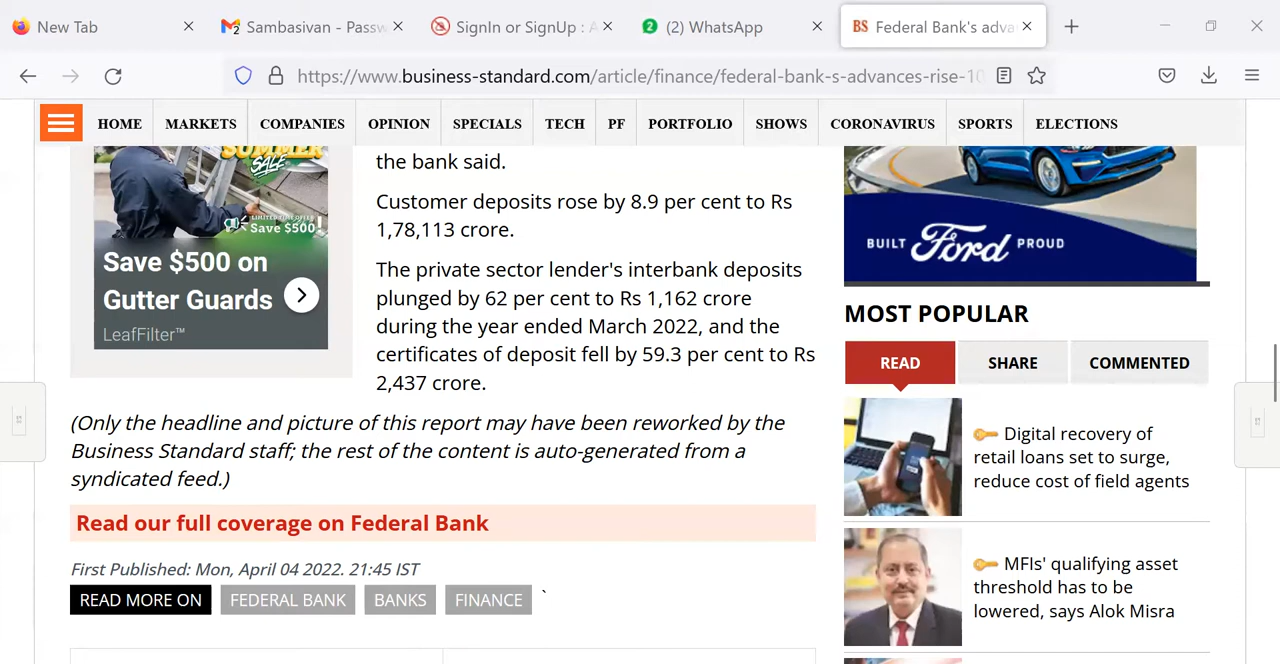 New Tab
Sambasivan - Passw
SignIn or SignUp : A
(2) WhatsApp
BS Federal Bank's adva
https://www.business-standard.com/article/finance/federal-bank-s-advances-rise-10
HOME MARKETS COMPANIES OPINION SPECIALS TECH PF PORTFOLIO SHOWS CORONAVIRUS SPORTS ELECTIONS
SUMMER
SALE
LIMITED TIME OFFER
Save $500!
Save $500 on
Gutter Guards
LeafFilter™
the bank said.
Customer deposits rose by 8.9 per cent to Rs
1,78,113 crore.
The private sector lender's interbank deposits
plunged by 62 per cent to Rs 1,162 crore
during the year ended March 2022, and the
certificates of deposit fell by 59.3 per cent to Rs
2,437 crore.
(Only the headline and picture of this report may have been reworked by the
Business Standard staff; the rest of the content is auto-generated from a
syndicated feed.)
Read our full coverage on Federal Bank
First Published: Mon, April 04 2022. 21:45 IST
READ MORE ON FEDERAL BANK BANKS FINANCE `
BUILT Ford PROUD
MOST POPULAR
READ SHARE COMMENTED
Digital recovery of
retail loans set to surge,
reduce cost of field agents
MFIs' qualifying asset
threshold has to be
lowered, says Alok Misra